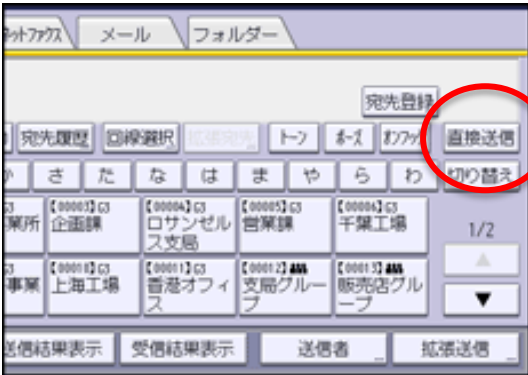 ネットファクス メール フォルダー
宛先登録
宛先履歴 回線選択 拡張宛先 トーン ポーズ オンフック 直接送信
さ た な は ま や ら わ 切り替え
G3 【00003】G3 【00004】G3 【00005】G3 【00006】G3
業所 企画課 ロサンゼル 営業課 千葉工場 1/2
ス支局
G3 【00010】G3 【00011】G3 【00012】 【00013】
事業 上海工場 香港オフィ 支局グルー 販売店グル
ス プ ープ
送信結果表示 受信結果表示 送信者 拡張送信